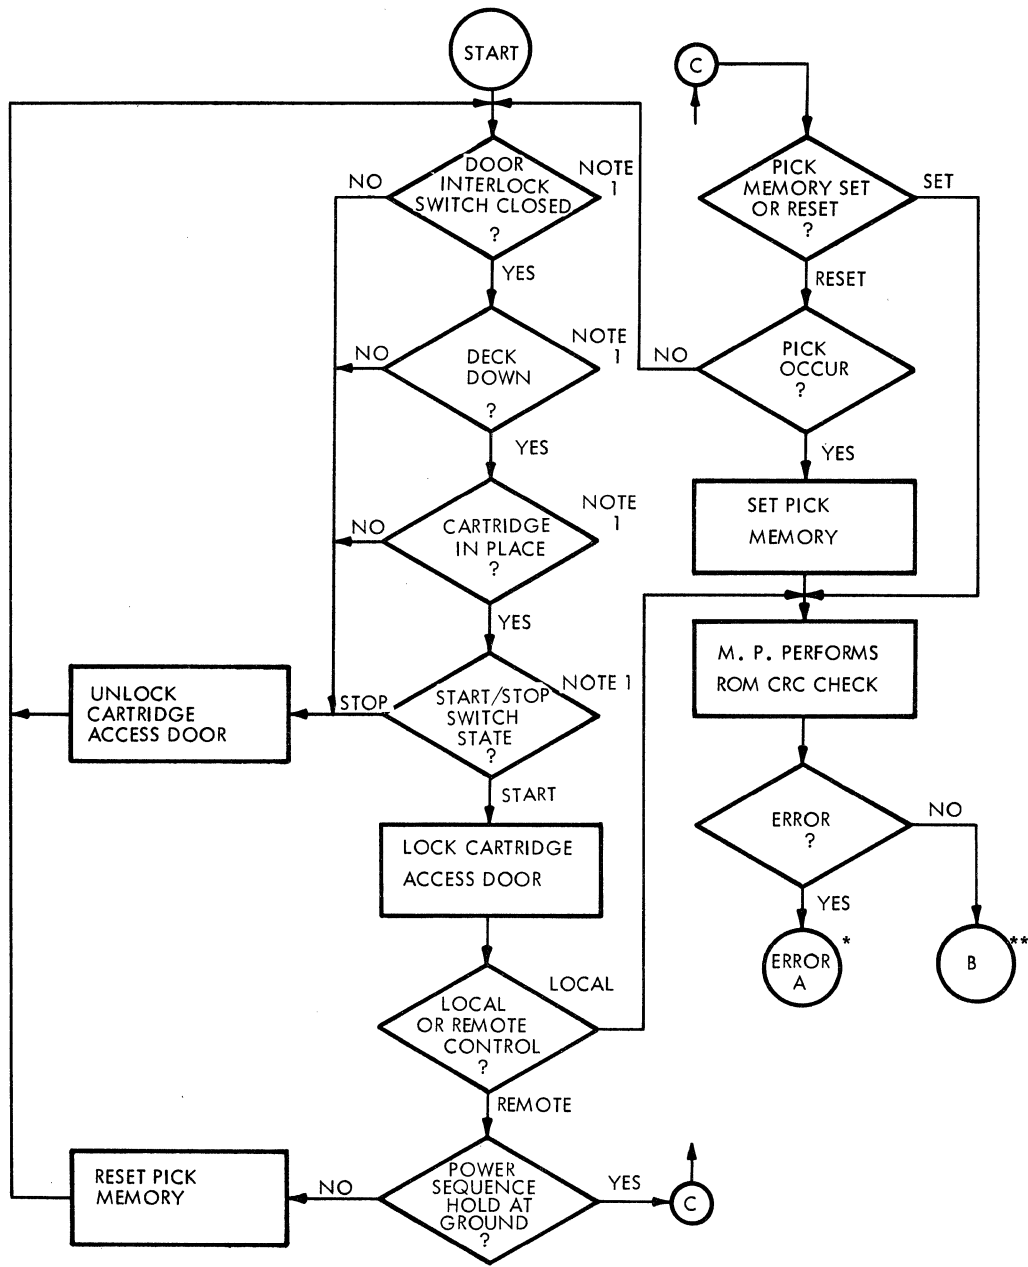 START
DOOR
INTERLOCK
SWITCH CLOSED
?
NOTE
1
NO
YES
DECK
DOWN
?
NOTE
1
NO
YES
CARTRIDGE
IN PLACE
?
NOTE
1
NO
YES
START/STOP
SWITCH
STATE
?
NOTE 1
STOP
UNLOCK
CARTRIDGE
ACCESS DOOR
START
LOCK CARTRIDGE
ACCESS DOOR
LOCAL
OR REMOTE
CONTROL
?
LOCAL
REMOTE
POWER
SEQUENCE
HOLD AT
GROUND
?
NO
RESET PICK
MEMORY
YES
C
C
PICK
MEMORY SET
OR RESET
?
SET
RESET
PICK
OCCUR
?
NO
YES
SET PICK
MEMORY
M. P. PERFORMS
ROM CRC CHECK
ERROR
?
NO
YES
ERROR
A
*
B
**